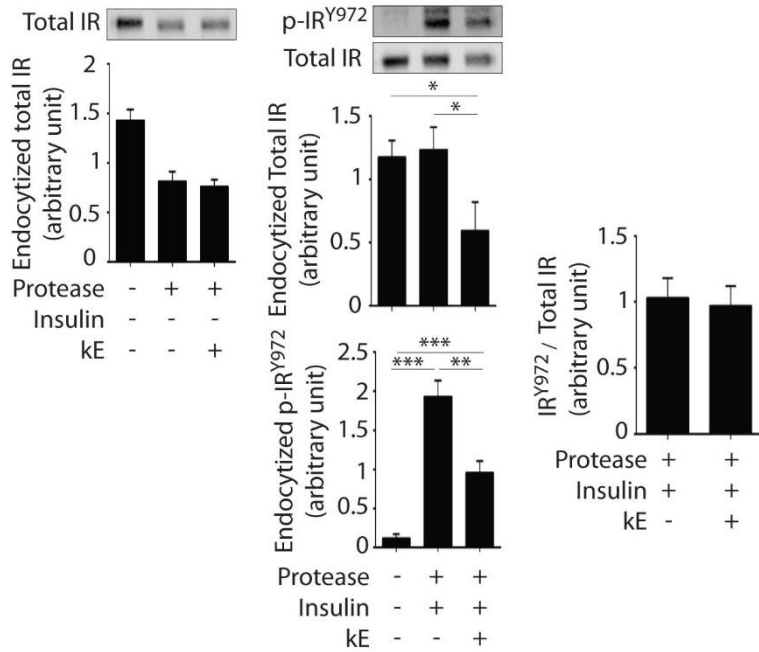 Total IR
Endocytized total IR
(arbitrary unit)
2
1.5
1
0.5
0
Protease - + +
Insulin - - -
kE - - +
p-IR^Y972
Total IR
Endocytized Total IR
(arbitrary unit)
1.5
1
0.5
0
*
*
Endocytized p-IR^Y972
(arbitrary unit)
2.5
2
1.5
1
0.5
0
***
*** **
Protease - + +
Insulin - + +
kE - - +
IR^Y972 / Total IR
(arbitrary unit)
1.5
1
0.5
0
Protease + +
Insulin + +
kE - +